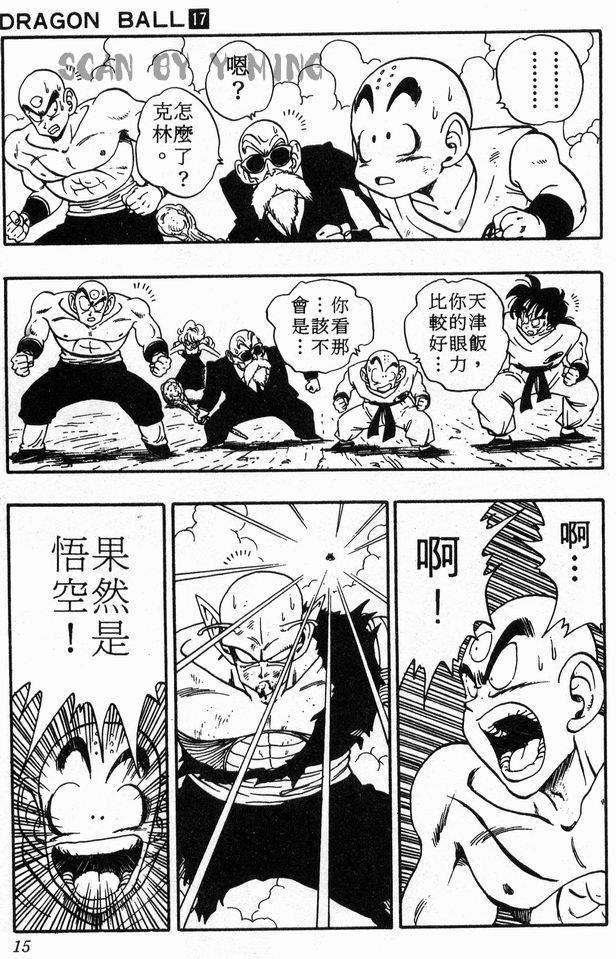 DRAGON BALL 17
SCAN BY YMING
…………
嗯？
怎麼了？
克林。
天津飯，
你的眼力
比較好…
你看那
…該不
會是…
啊…
啊！
果然是
悟空！
15